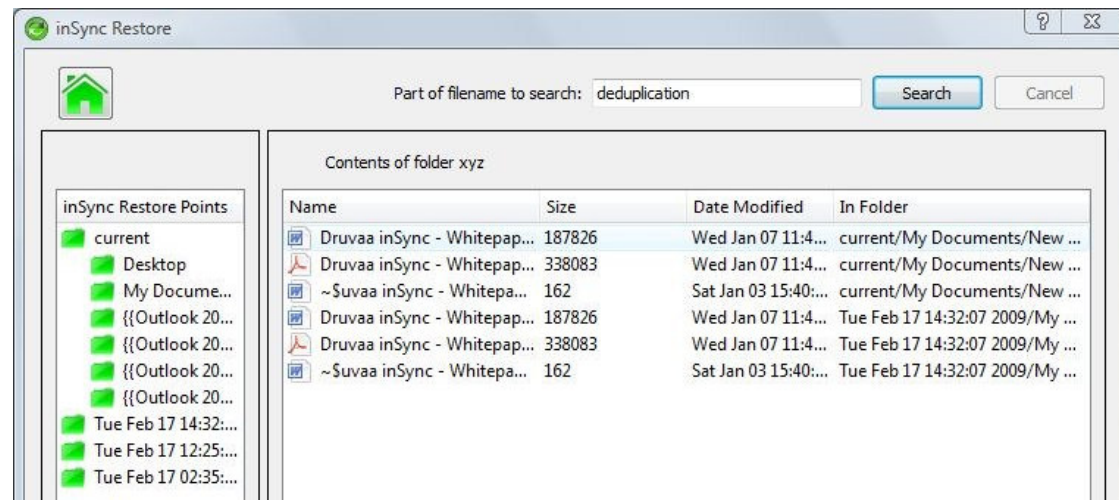 inSync Restore
Part of filename to search: deduplication Search Cancel
Contents of folder xyz
inSync Restore Points
current
Desktop
My Docume...
{{Outlook 20...
{{Outlook 20...
{{Outlook 20...
{{Outlook 20...
Tue Feb 17 14:32:...
Tue Feb 17 12:25:...
Tue Feb 17 02:35:...
Name Size Date Modified In Folder
Druvaa inSync - Whitepap... 187826 Wed Jan 07 11:4... current/My Documents/New ...
Druvaa inSync - Whitepap... 338083 Wed Jan 07 11:4... current/My Documents/New ...
~$uvaa inSync - Whitepa... 162 Sat Jan 03 15:40:... current/My Documents/New ...
Druvaa inSync - Whitepap... 187826 Wed Jan 07 11:4... Tue Feb 17 14:32:07 2009/My ...
Druvaa inSync - Whitepap... 338083 Wed Jan 07 11:4... Tue Feb 17 14:32:07 2009/My ...
~$uvaa inSync - Whitepa... 162 Sat Jan 03 15:40:... Tue Feb 17 14:32:07 2009/My ...